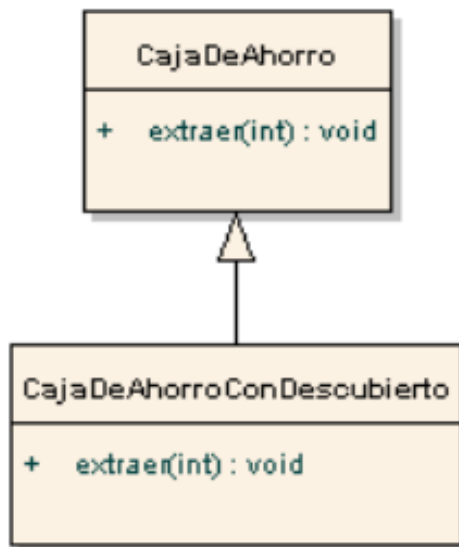 CajaDeAhorro
+ extraer(int) : void
CajaDeAhorroConDescubierto
+ extraer(int) : void